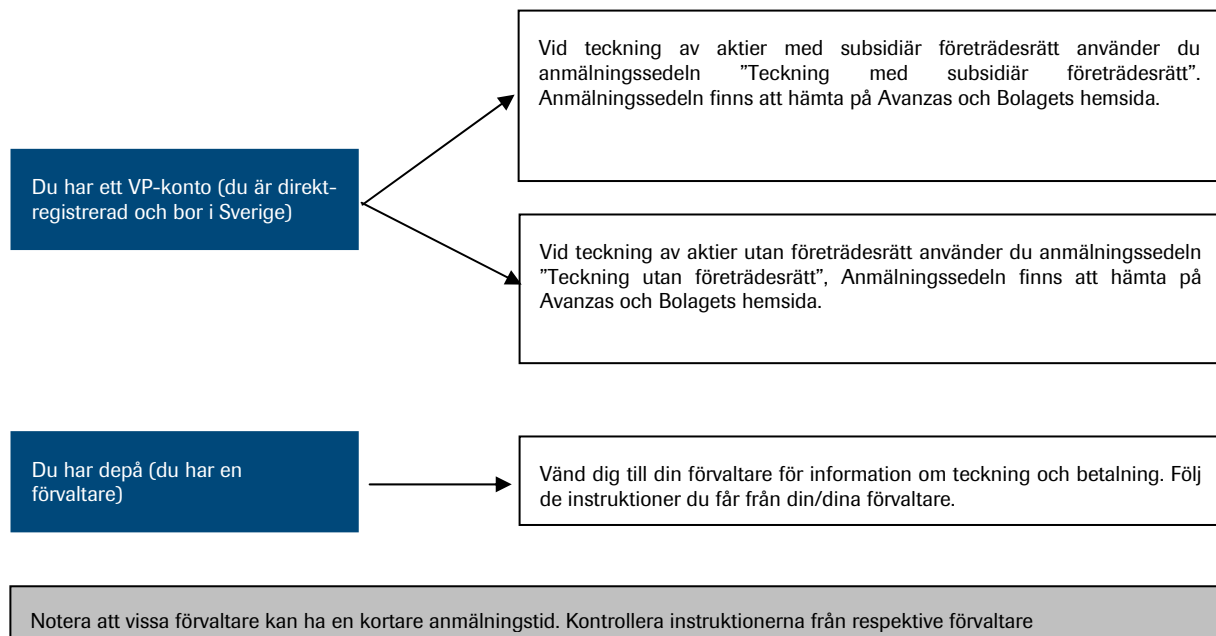 Vid teckning av aktier med subsidiär företrädesrätt använder du
anmälningssedeln ”Teckning med subsidiär företrädesrätt”.
Anmälningssedeln finns att hämta på Avanzas och Bolagets hemsida.
Du har ett VP-konto (du är direkt-
registrerad och bor i Sverige)
Vid teckning av aktier utan företrädesrätt använder du anmälningssedeln
”Teckning utan företrädesrätt”, Anmälningssedeln finns att hämta på
Avanzas och Bolagets hemsida.
Du har depå (du har en
förvaltare)
Vänd dig till din förvaltare för information om teckning och betalning. Följ
de instruktioner du får från din/dina förvaltare.
Notera att vissa förvaltare kan ha en kortare anmälningstid. Kontrollera instruktionerna från respektive förvaltare